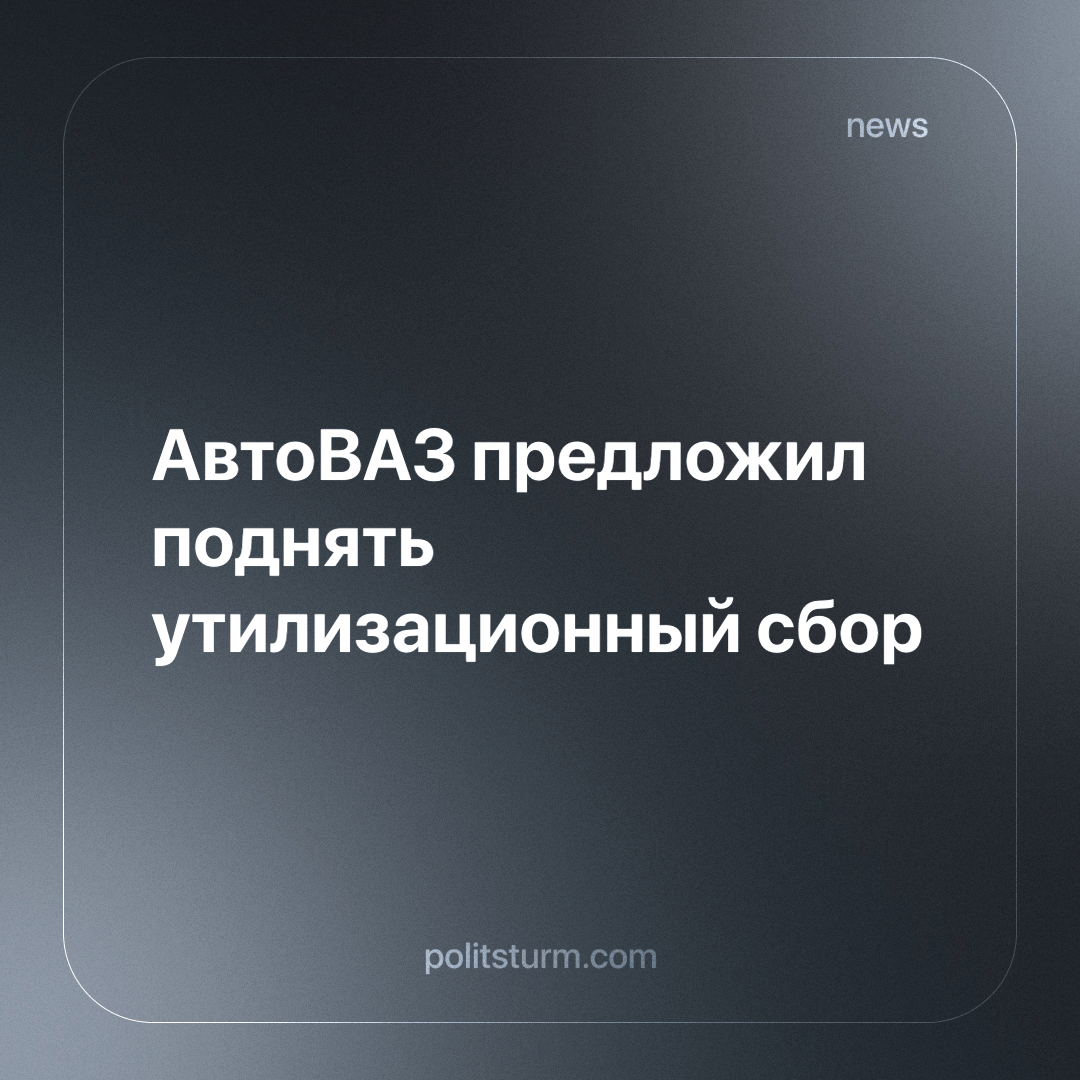 news
АвтоВАЗ предложил
поднять
утилизационный сбор
politsturm.com